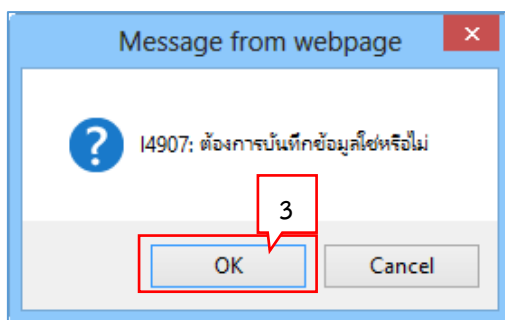 Message from webpage
I4907: ต้องการบันทึกข้อมูลใช่หรือไม่
3
OK
Cancel